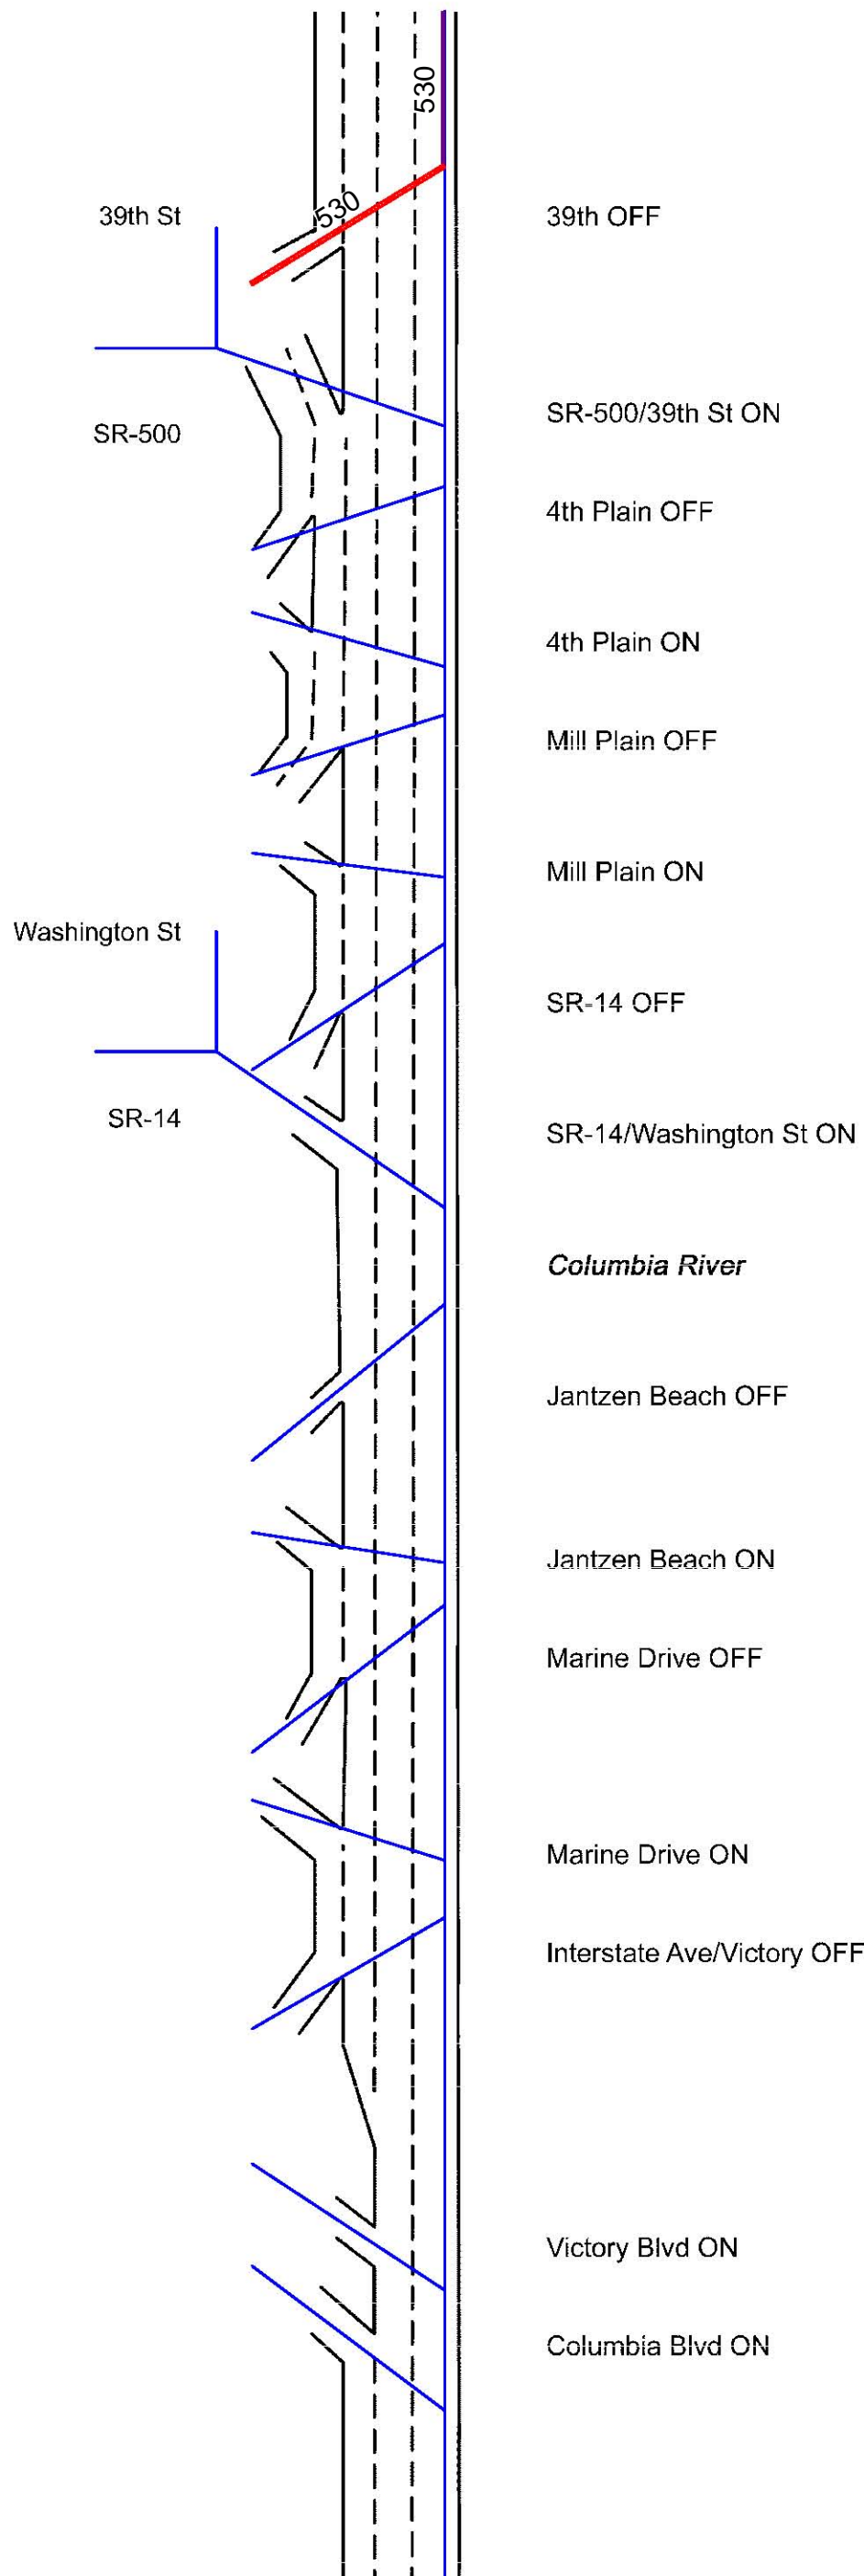 530
530
39th St
39th OFF
SR-500/39th St ON
SR-500
4th Plain OFF
4th Plain ON
Mill Plain OFF
Mill Plain ON
Washington St
SR-14 OFF
SR-14
SR-14/Washington St ON
Columbia River
Jantzen Beach OFF
Jantzen Beach ON
Marine Drive OFF
Marine Drive ON
Interstate Ave/Victory OFF
Victory Blvd ON
Columbia Blvd ON